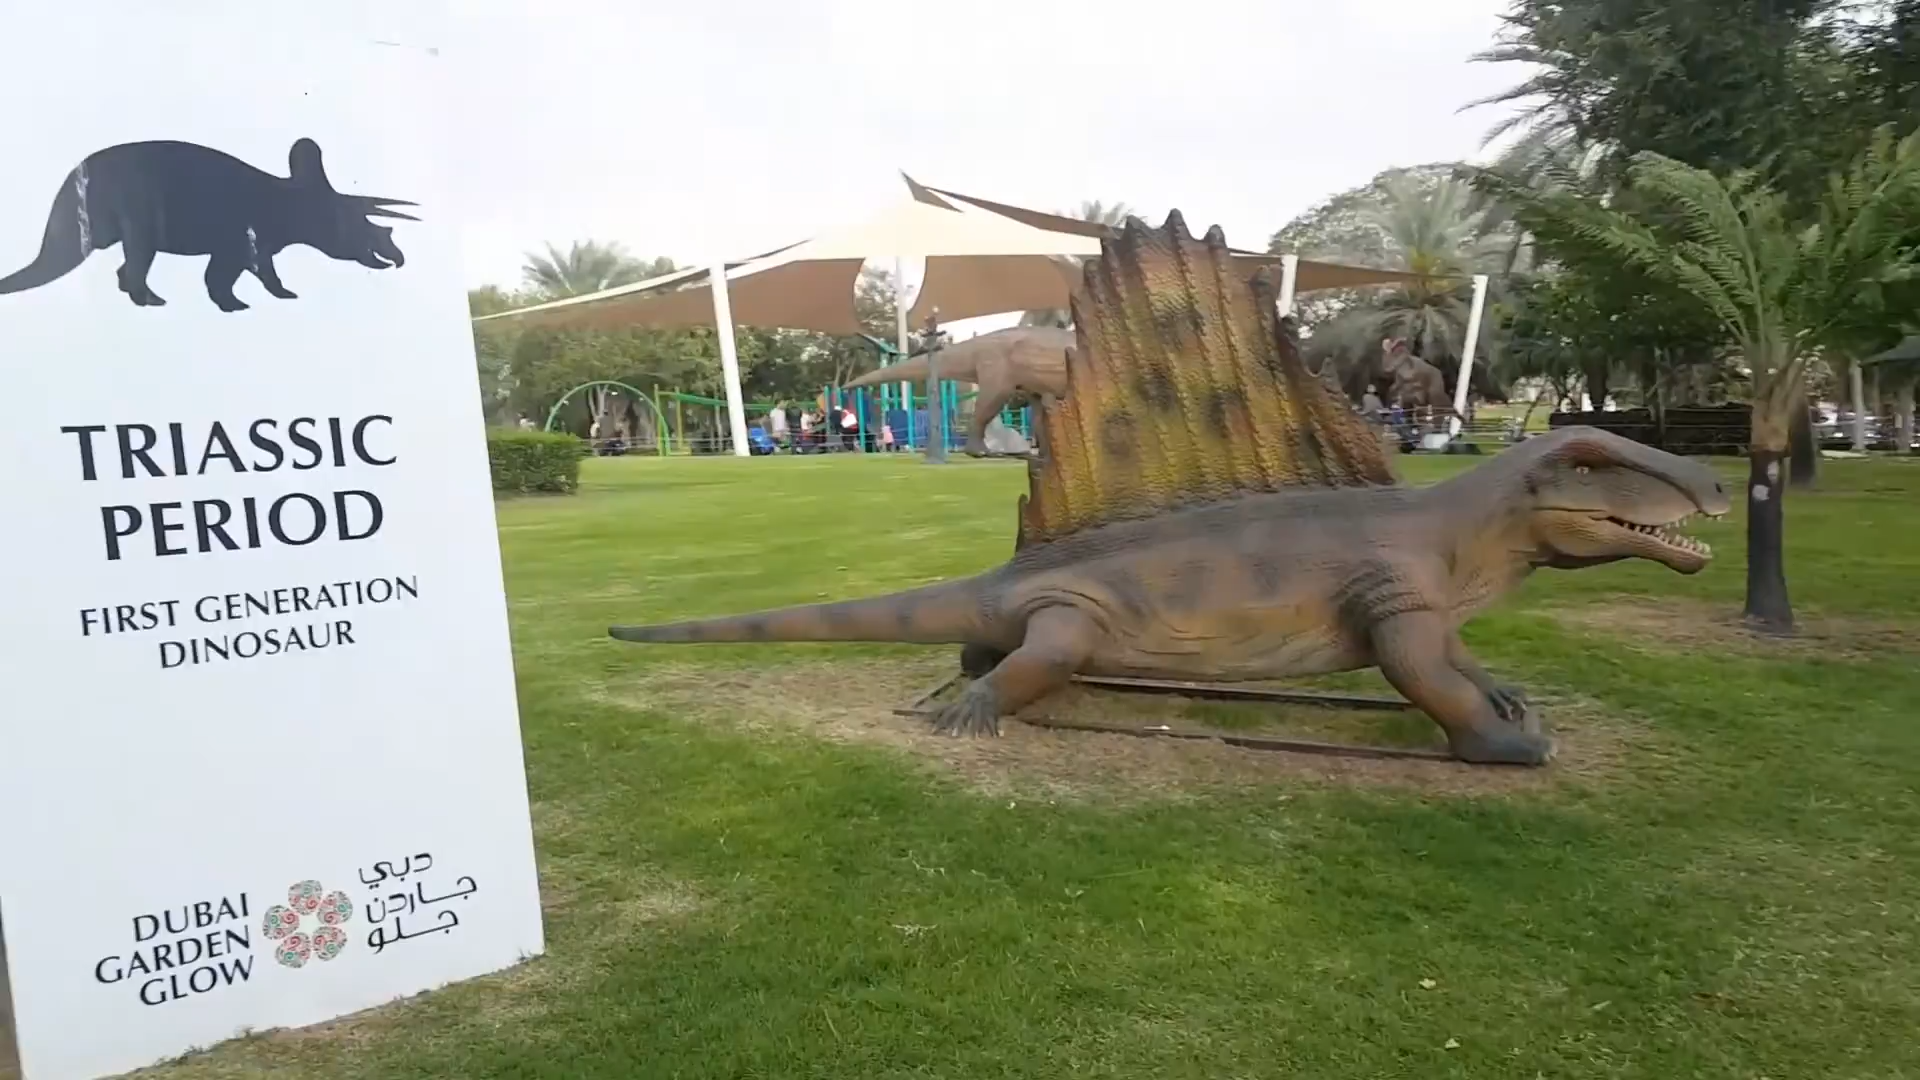 TRIASSIC
PERIOD
FIRST GENERATION
DINOSAUR
DUBAI
GARDEN
GLOW
دبي
جاردن
جلو